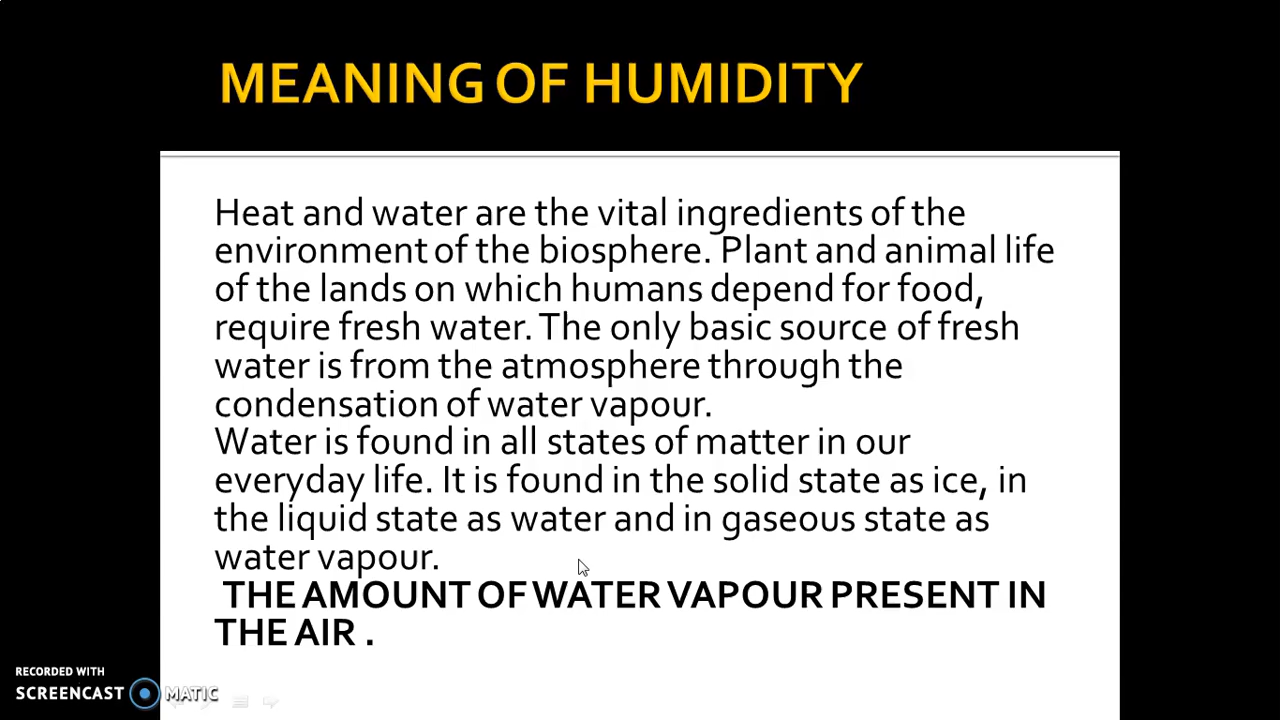 MEANING OF HUMIDITY
Heat and water are the vital ingredients of the
environment of the biosphere. Plant and animal life
of the lands on which humans depend for food,
require fresh water. The only basic source of fresh
water is from the atmosphere through the
condensation of water vapour.
Water is found in all states of matter in our
everyday life. It is found in the solid state as ice, in
the liquid state as water and in gaseous state as
water vapour.
THE AMOUNT OF WATER VAPOUR PRESENT IN
THE AIR .
RECORDED WITH
SCREENCAST MATIC